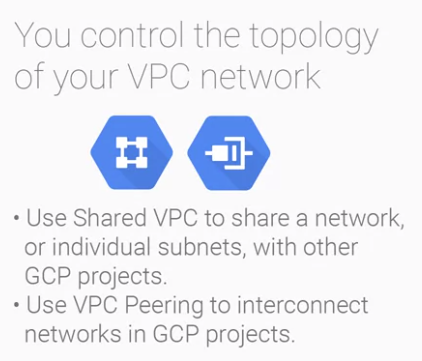 You control the topology
of your VPC network
• Use Shared VPC to share a network,
or individual subnets, with other
GCP projects.
• Use VPC Peering to interconnect
networks in GCP projects.